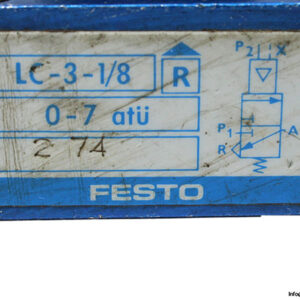 LC-3-1/8 R
0-7 atü
2 74
FESTO
P2 X
P1 A
R